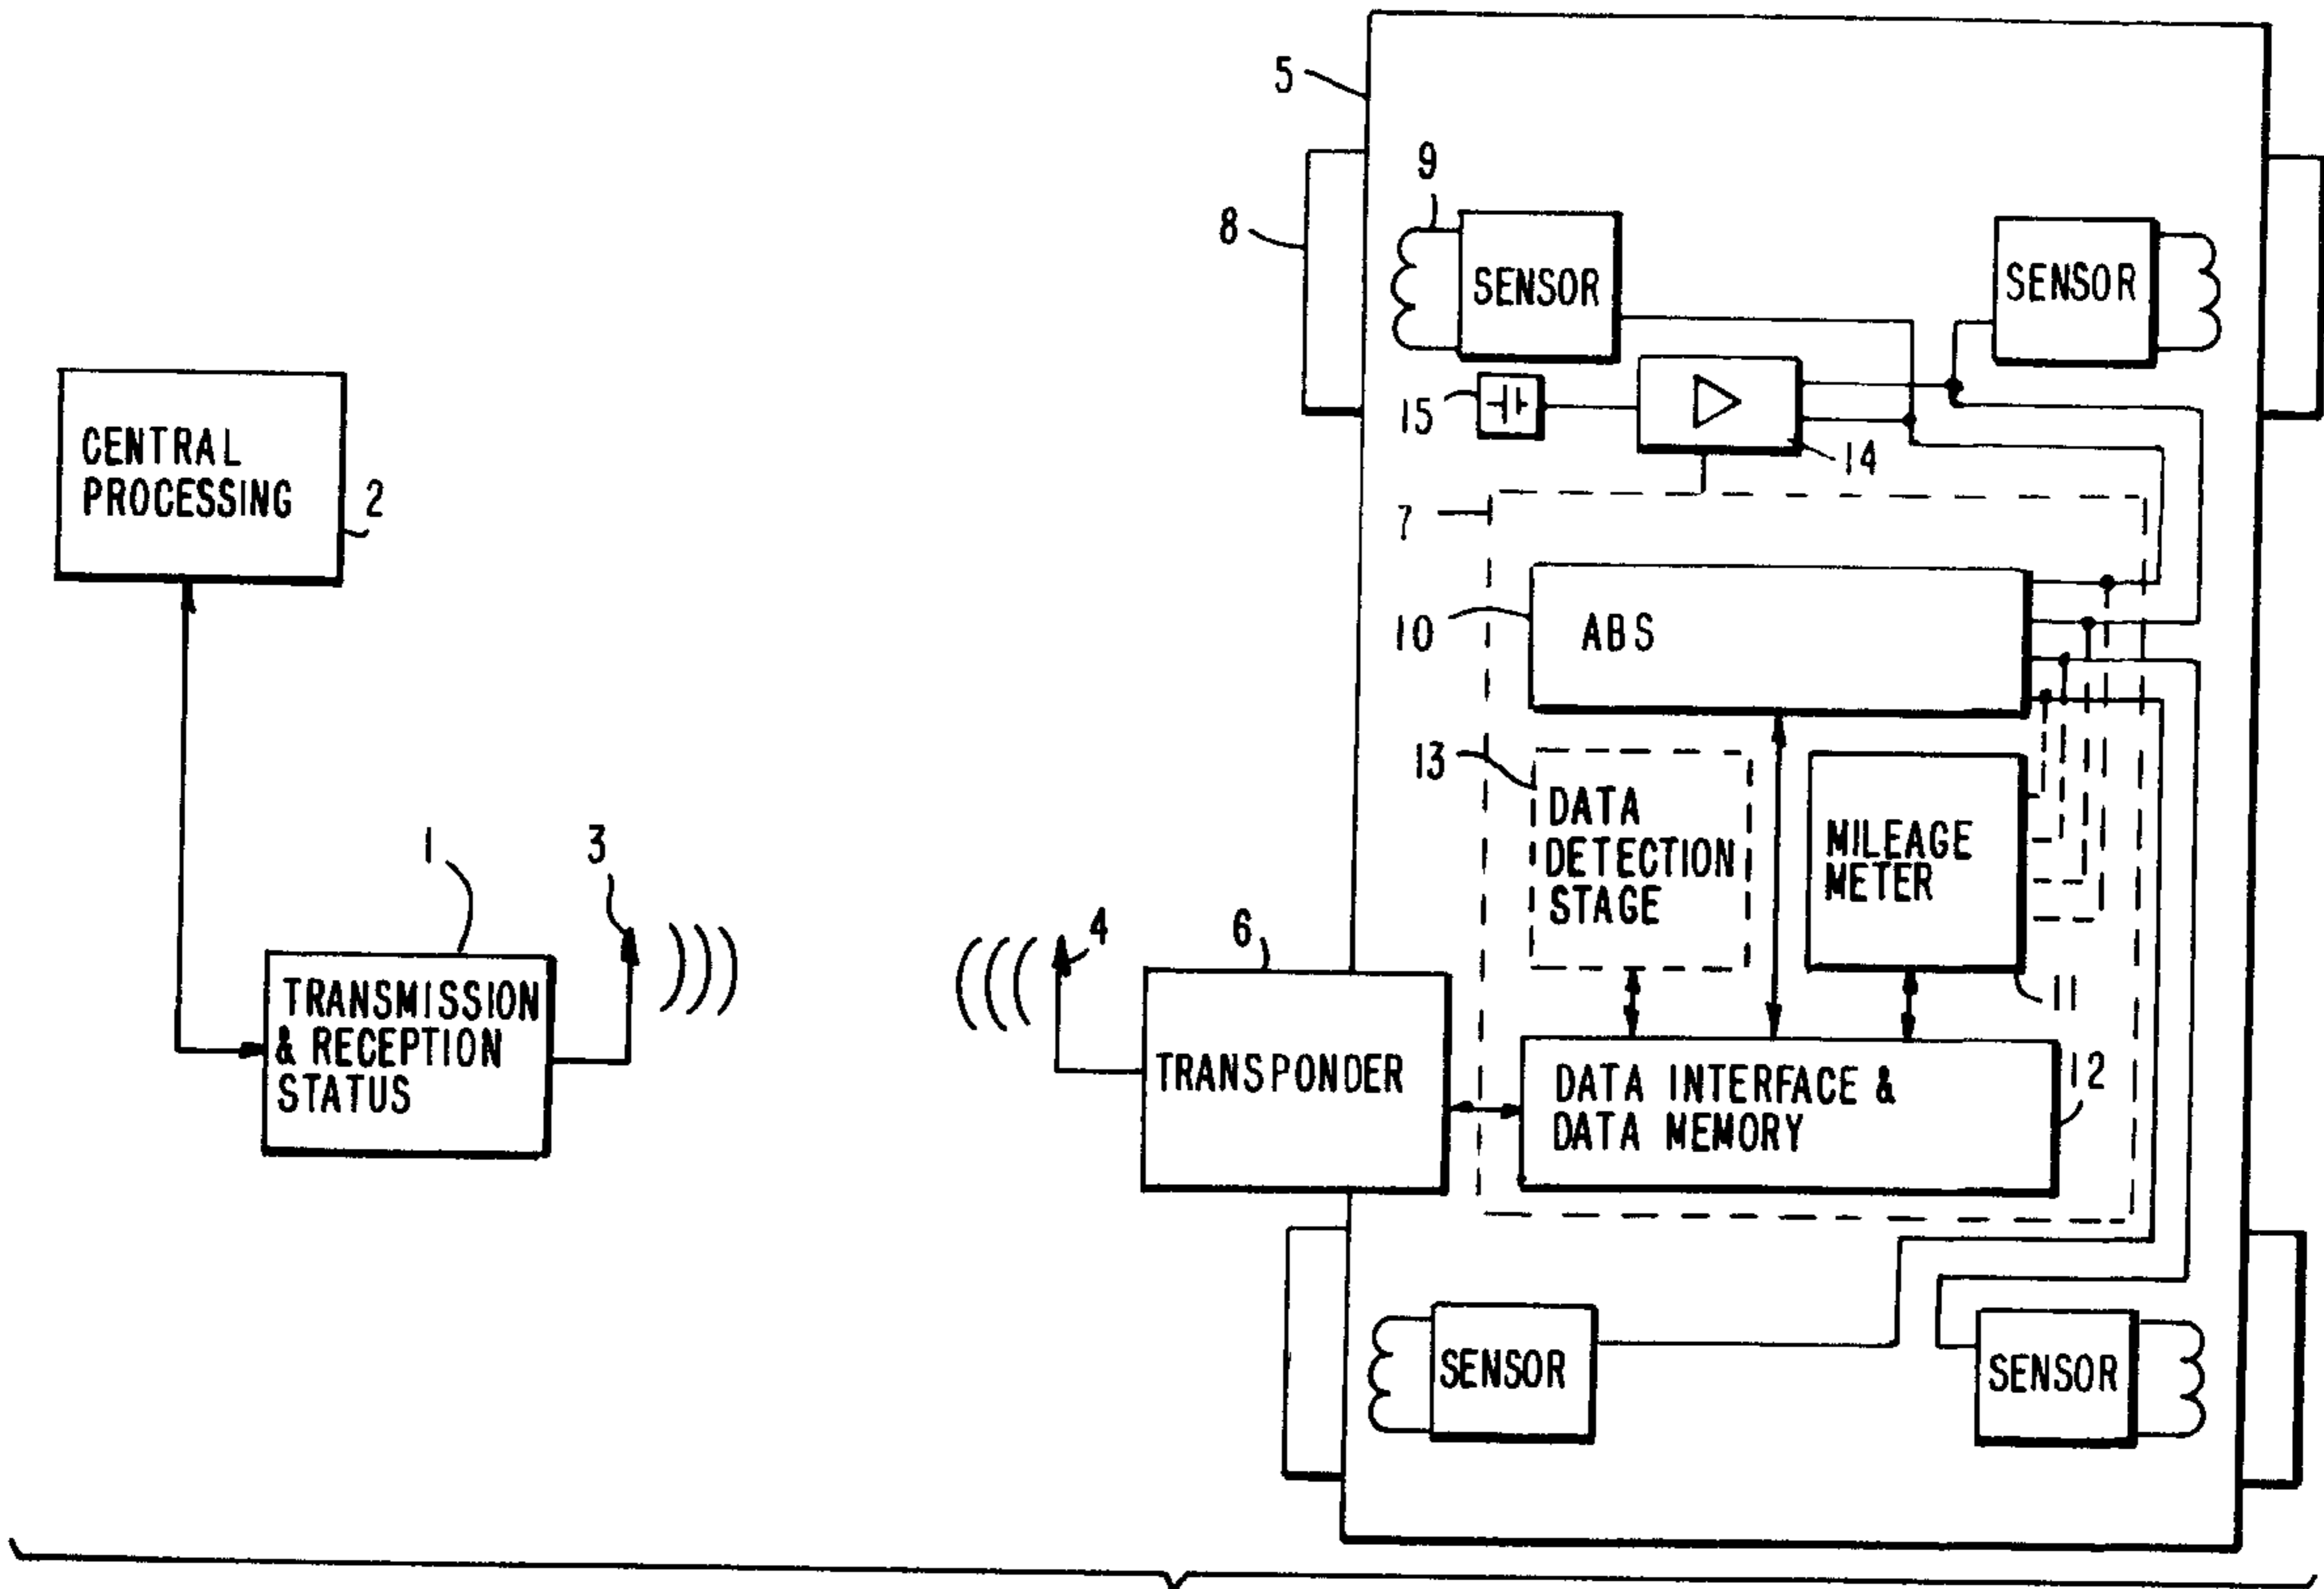 5
9
8
SENSOR
SENSOR
15
14
CENTRAL
PROCESSING
2
7
10
ABS
13
DATA
DETECTION
STAGE
MILEAGE
METER
11
1
3
4
6
TRANSMISSION
& RECEPTION
STATUS
TRANSPONDER
DATA INTERFACE &
DATA MEMORY
12
SENSOR
SENSOR